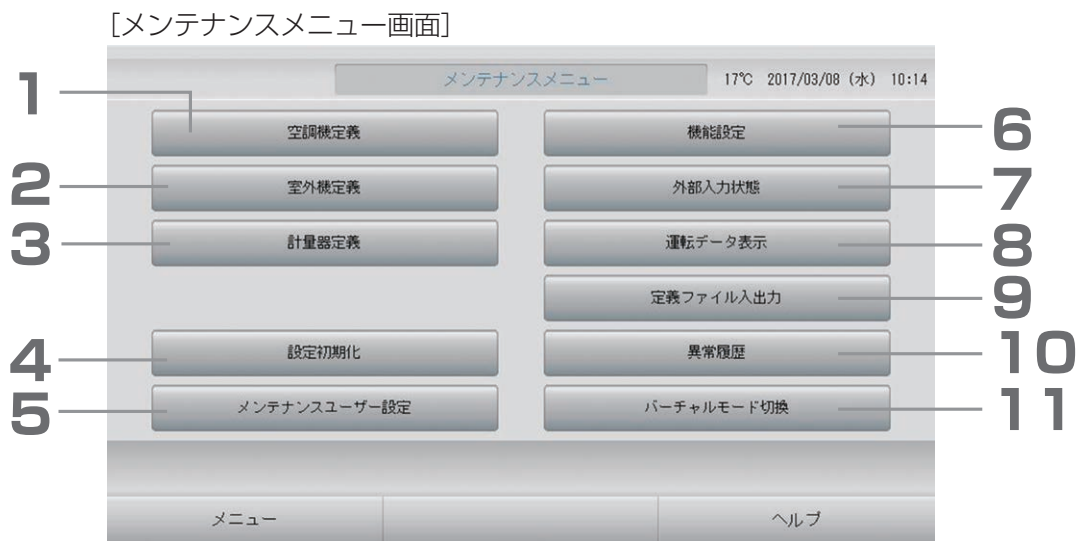 [メンテナンスメニュー画面]
メンテナンスメニュー 17℃ 2017/03/08 (水) 10:14
1 空調機定義 機能設定 6
2 室外機定義 外部入力状態 7
3 計量器定義 運転データ表示 8
定義ファイル入出力 9
4 設定初期化 異常履歴 10
5 メンテナンスユーザー設定 バーチャルモード切換 11
メニュー ヘルプ